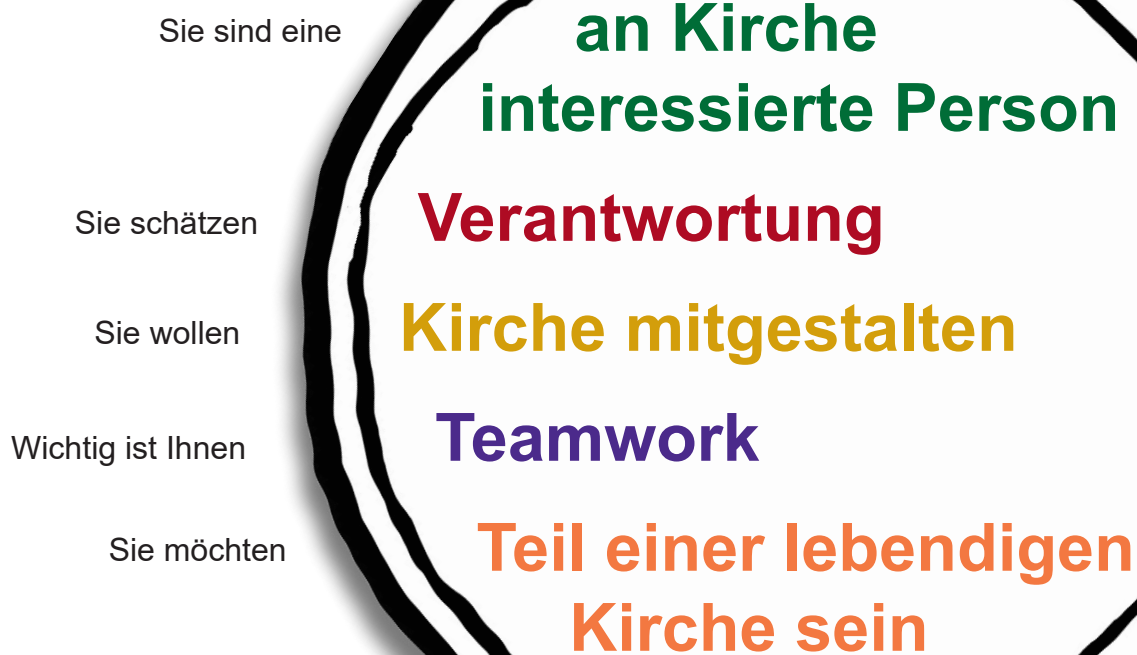 Sie sind eine an Kirche
interessierte Person
Sie schätzen Verantwortung
Sie wollen Kirche mitgestalten
Wichtig ist Ihnen Teamwork
Sie möchten Teil einer lebendigen
Kirche sein